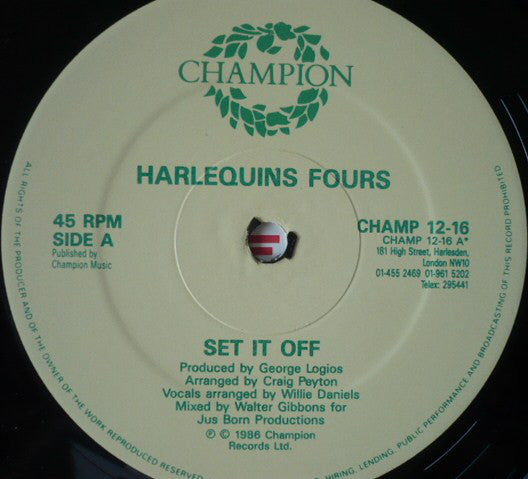 CHAMPION
HARLEQUINS FOURS
45 RPM
SIDE A
Published by
Champion Music
CHAMP 12-16
CHAMP 12-16 A*
181 High Street, Harlesden,
London NW10
01-455 2469 01-961 5202
Telex: 295441
SET IT OFF
Produced by George Logios
Arranged by Craig Peyton
Vocals arranged by Willie Daniels
Mixed by Walter Gibbons for
Jus Born Productions
℗ © 1986 Champion
Records Ltd.
ALL RIGHTS OF THE PRODUCER AND OF THE OWNER OF THE WORK REPRODUCED RESERVED
HIRING, LENDING, PUBLIC PERFORMANCE AND BROADCASTING OF THIS RECORD PROHIBITED